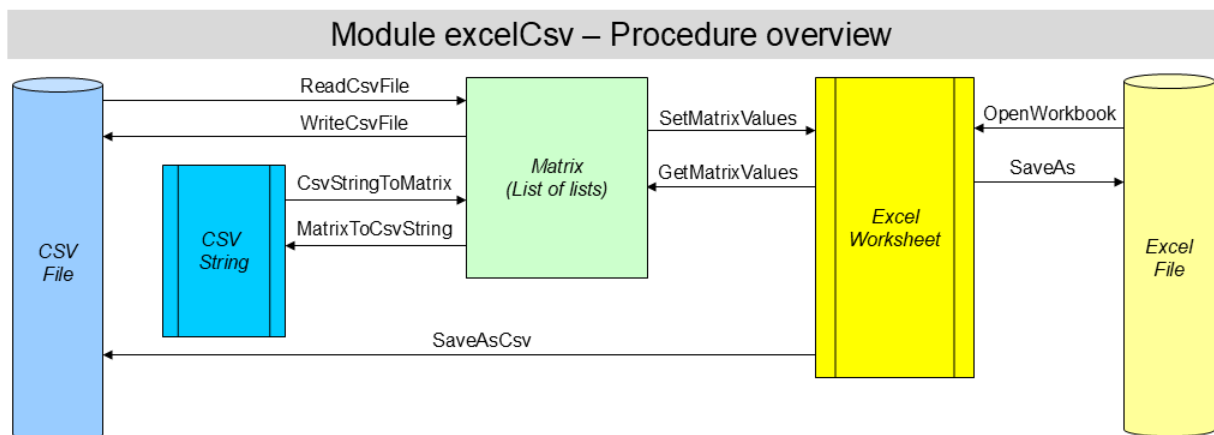 Module excelCsv – Procedure overview
ReadCsvFile
WriteCsvFile
CsvStringToMatrix
MatrixToCsvString
SaveAsCsv
SetMatrixValues
GetMatrixValues
OpenWorkbook
SaveAs
CSV
File
CSV
String
Matrix
(List of lists)
Excel
Worksheet
Excel
File